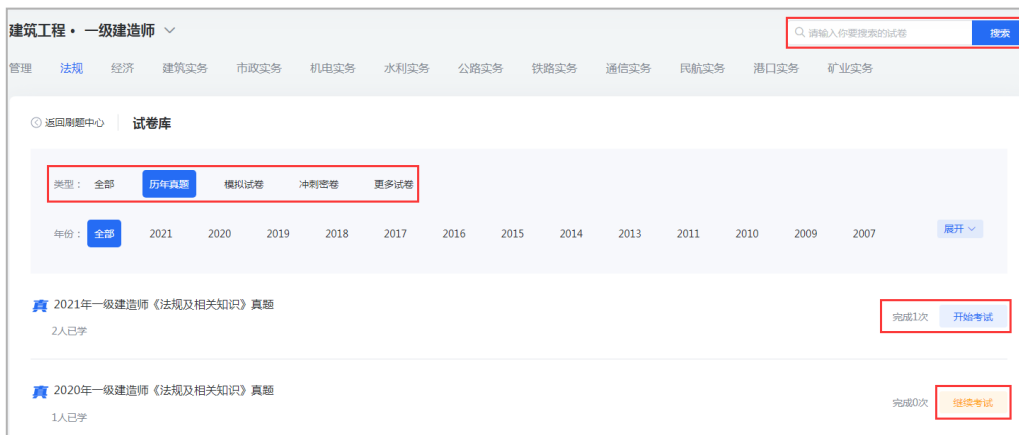 建筑工程· 一级建造师
请输入你要搜索的试卷 搜索
管理 法规 经济 建筑实务 市政实务 机电实务 水利实务 公路实务 铁路实务 通信实务 民航实务 港口实务 矿业实务
返回刷题中心 试卷库
类型： 全部 历年真题 模拟试卷 冲刺密卷 更多试卷
年份： 全部 2021 2020 2019 2018 2017 2016 2015 2014 2013 2011 2010 2009 2007 展开
真 2021年一级建造师《法规及相关知识》真题
2人已学
完成1次 开始考试
真 2020年一级建造师《法规及相关知识》真题
1人已学
完成0次 继续考试